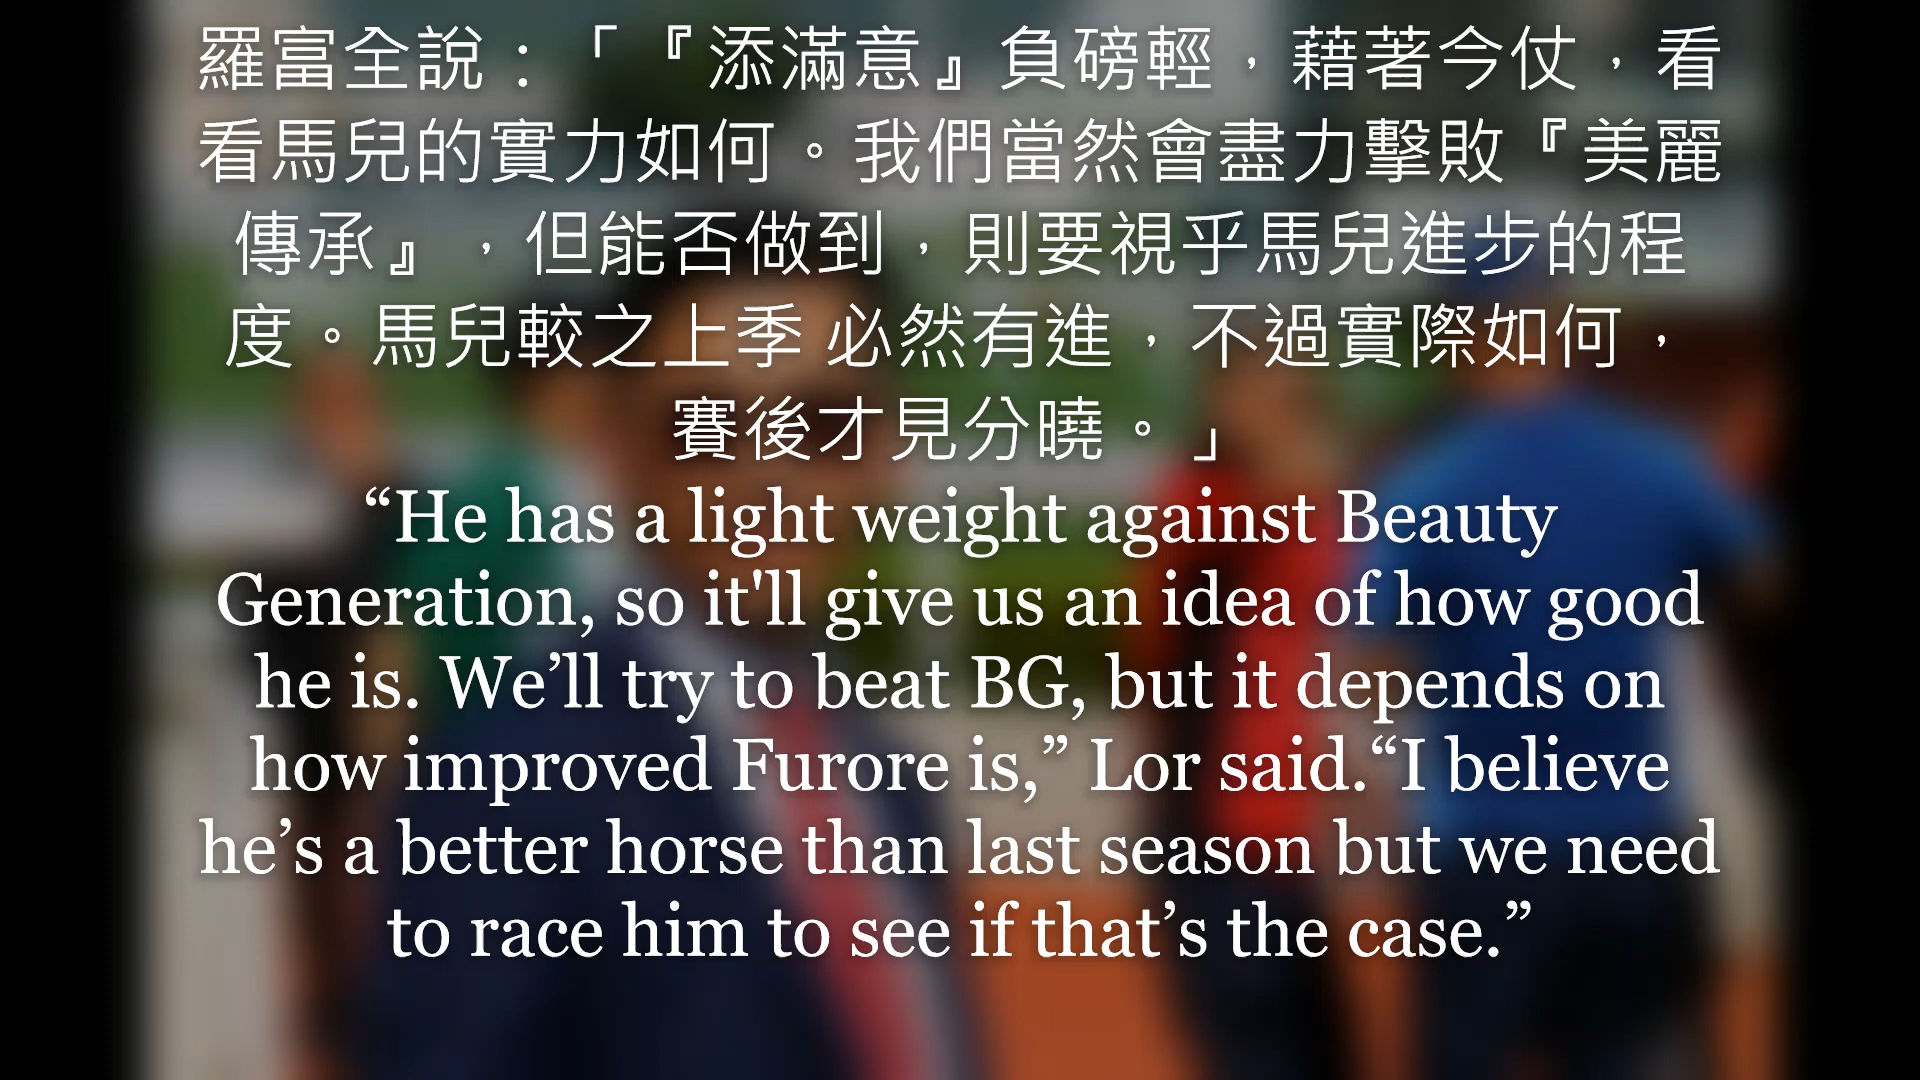 羅富全說：「『添滿意』負磅輕，藉著今仗，看
看馬兒的實力如何。我們當然會盡力擊敗『美麗
傳承』，但能否做到，則要視乎馬兒進步的程
度。馬兒較之上季 必然有進，不過實際如何，
賽後才見分曉。」
“He has a light weight against Beauty
Generation, so it'll give us an idea of how good
he is. We’ll try to beat BG, but it depends on
how improved Furore is,” Lor said.“I believe
he’s a better horse than last season but we need
to race him to see if that’s the case.”